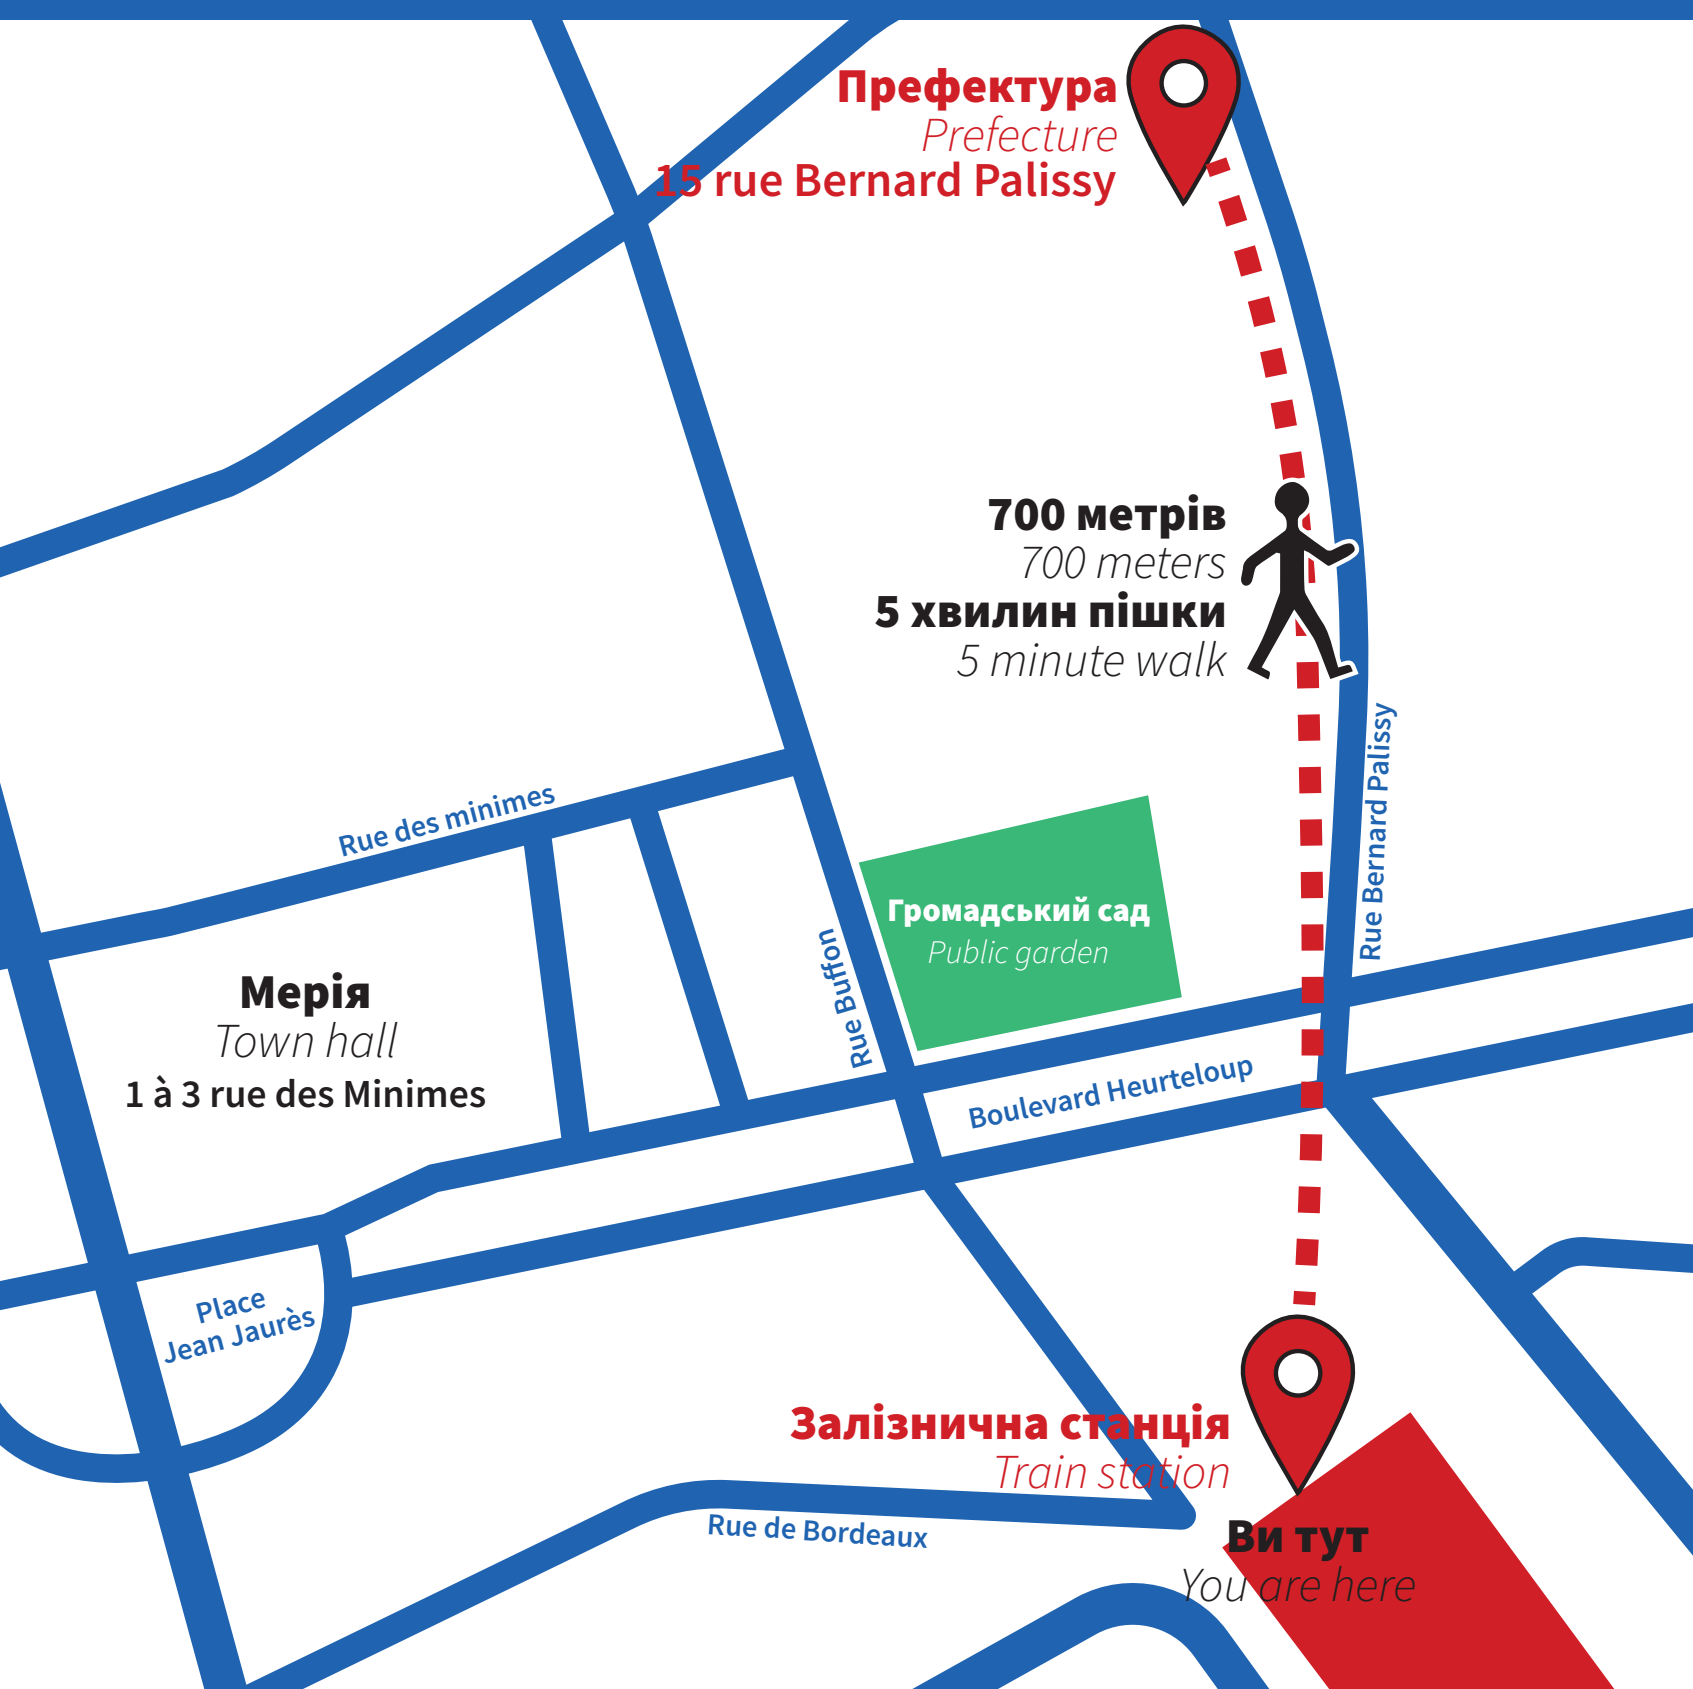 Префектура
Prefecture
15 rue Bernard Palissy
700 метрів
700 meters
5 хвилин пішки
5 minute walk
Rue Bernard Palissy
Rue des minimes
Громадський сад
Public garden
Rue Buffon
Мерія
Town hall
1 à 3 rue des Minimes
Boulevard Heurteloup
Place
Jean Jaurès
Залізнична станція
Train station
Rue de Bordeaux
Ви тут
You are here